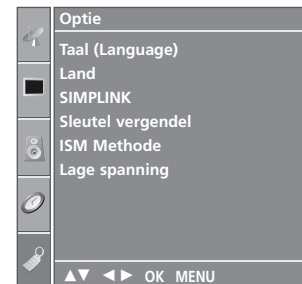 Optie
Taal (Language)
Land
SIMPLINK
Sleutel vergendel
ISM Methode
Lage spanning
▲▼ ◄► OK MENU